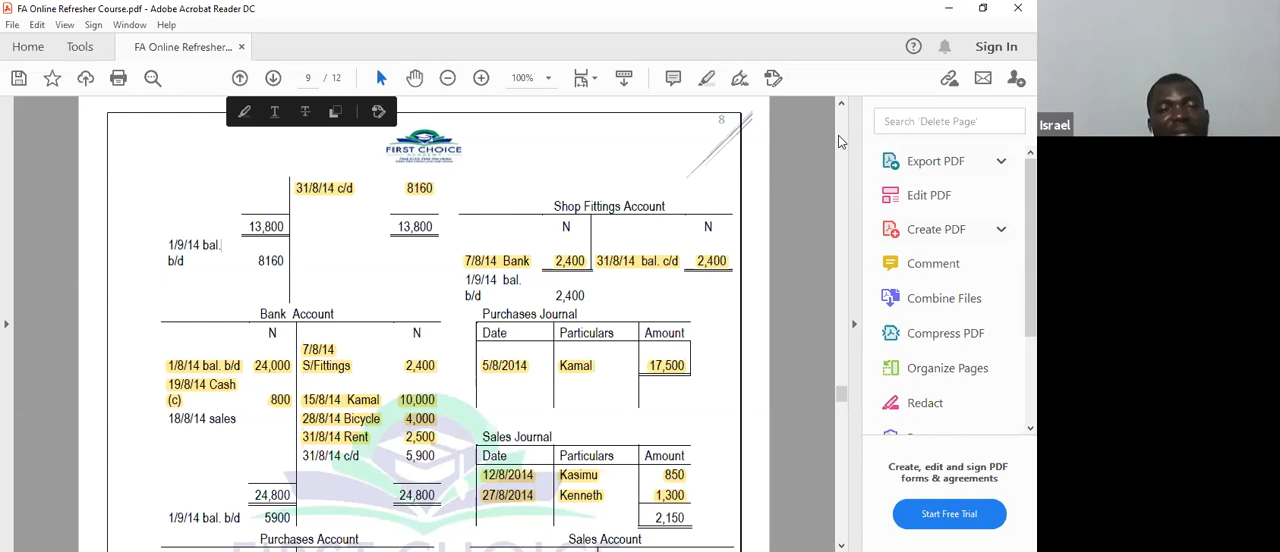 FA Online Refresher Course.pdf - Adobe Acrobat Reader DC
File Edit View Sign Window Help
Home Tools FA Online Refresher... × Sign In
9 / 12 100%
8
FIRST CHOICE
31/8/14 c/d 8160
13,800 13,800
1/9/14 bal.
b/d 8160
Shop Fittings Account
N N
7/8/14 Bank 2,400 31/8/14 bal. c/d 2,400
1/9/14 bal.
b/d 2,400
Bank Account
N N
7/8/14
1/8/14 bal. b/d 24,000 S/Fittings 2,400
19/8/14 Cash
(c) 800 15/8/14 Kamal 10,000
18/8/14 sales 28/8/14 Bicycle 4,000
31/8/14 Rent 2,500
31/8/14 c/d 5,900
24,800 24,800
1/9/14 bal. b/d 5900
Purchases Journal
Date Particulars Amount
5/8/2014 Kamal 17,500
Sales Journal
Date Particulars Amount
12/8/2014 Kasimu 850
27/8/2014 Kenneth 1,300
2,150
Purchases Account Sales Account
FIRST CHOICE
Search 'Delete Page'
Export PDF
Edit PDF
Create PDF
Comment
Combine Files
Compress PDF
Organize Pages
Redact
Create, edit and sign PDF
forms & agreements
Start Free Trial
Israel